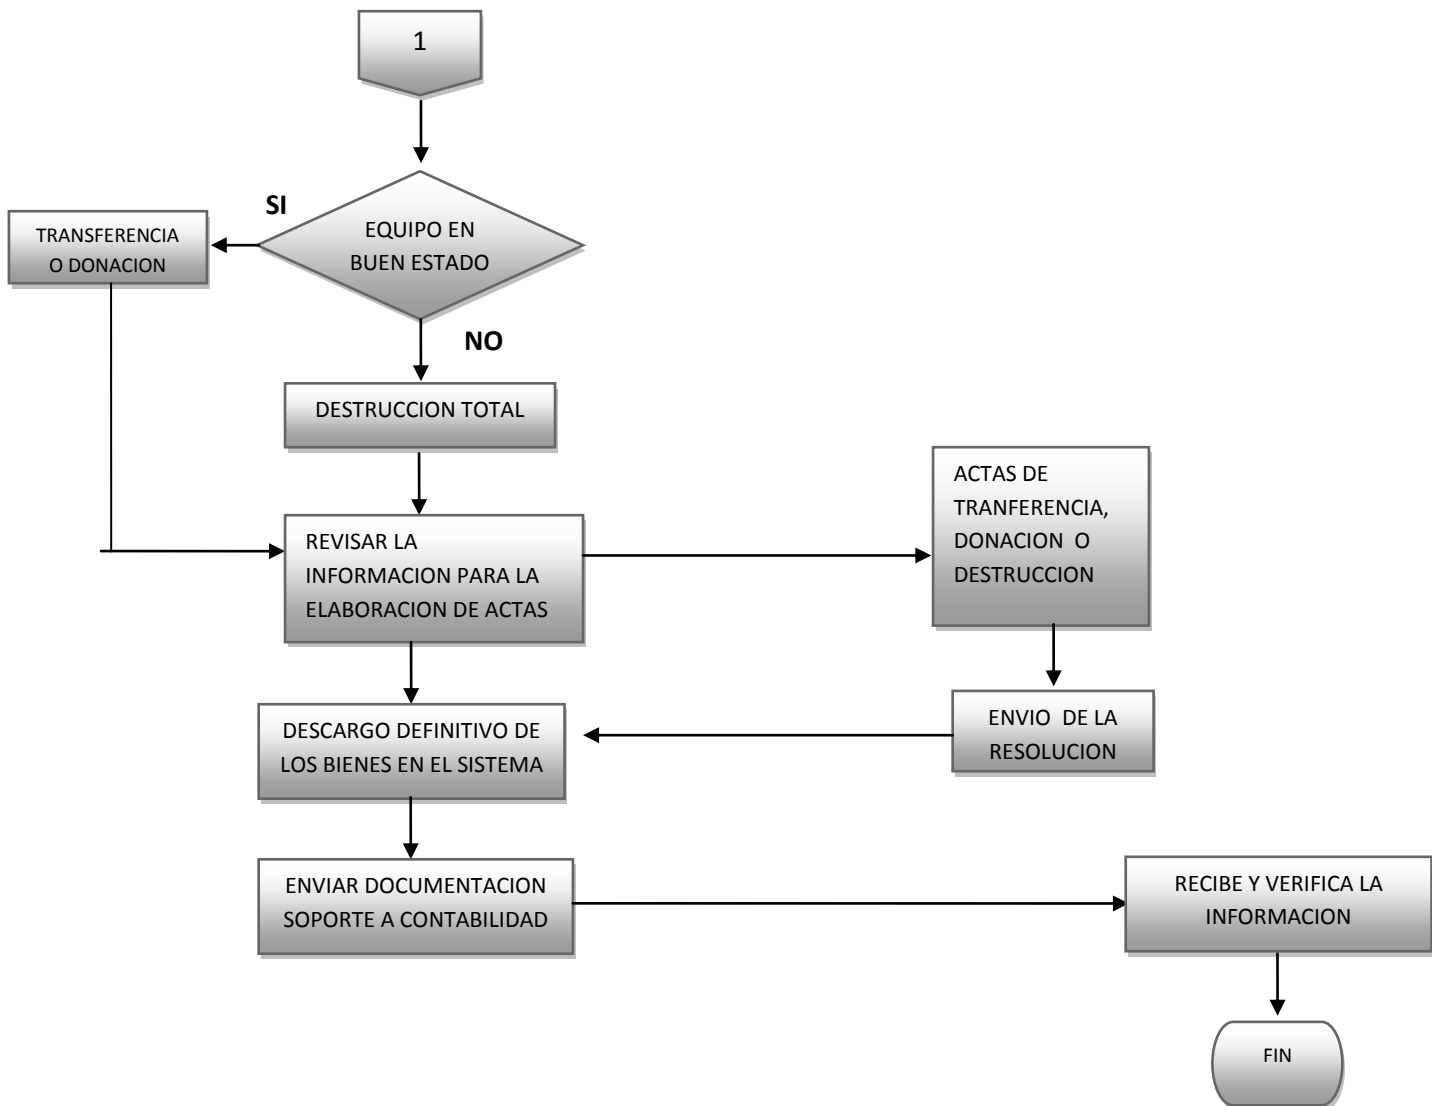 1
SI
EQUIPO EN
BUEN ESTADO
TRANSFERENCIA
O DONACION
NO
DESTRUCCION TOTAL
REVISAR LA
INFORMACION PARA LA
ELABORACION DE ACTAS
ACTAS DE
TRANFERENCIA,
DONACION O
DESTRUCCION
ENVIO DE LA
RESOLUCION
DESCARGO DEFINITIVO DE
LOS BIENES EN EL SISTEMA
ENVIAR DOCUMENTACION
SOPORTE A CONTABILIDAD
RECIBE Y VERIFICA LA
INFORMACION
FIN